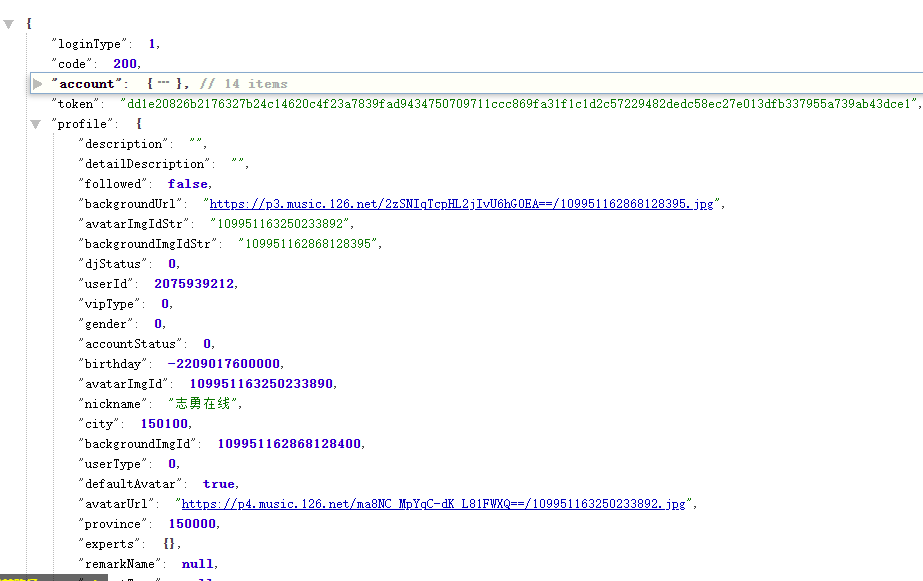 {
"loginType": 1,
"code": 200,
"account": { ··· }, // 14 items
"token": "dd1e20826b2176327b24c14620c4f23a7839fad9434750709711ccc869fa31f1c1d2c57229482dedc58ec27e013dfb337955a739ab43dce1",
"profile": {
"description": "",
"detailDescription": "",
"followed": false,
"backgroundUrl": "https://p3.music.126.net/2zSNIqTcpHL2jIvU6hG0EA==/109951162868128395.jpg",
"avatarImgIdStr": "109951163250233892",
"backgroundImgIdStr": "109951162868128395",
"djStatus": 0,
"userId": 2075939212,
"vipType": 0,
"gender": 0,
"accountStatus": 0,
"birthday": -2209017600000,
"avatarImgId": 109951163250233890,
"nickname": "志勇在线",
"city": 150100,
"backgroundImgId": 109951162868128400,
"userType": 0,
"defaultAvatar": true,
"avatarUrl": "https://p4.music.126.net/ma8NC_MpYqC-dK_L81FWXQ==/109951163250233892.jpg",
"province": 150000,
"experts": {},
"remarkName": null,